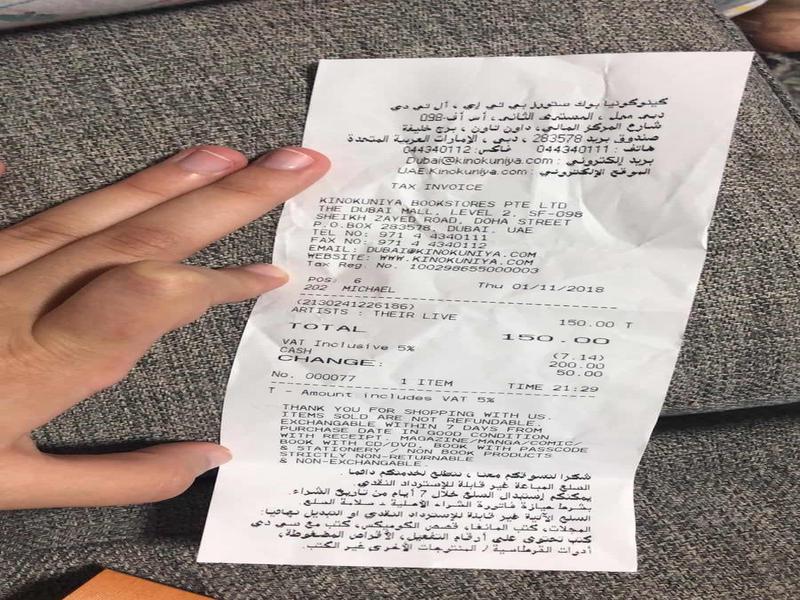 كينوكونيا بوك ستورز بي تي إي ، أل تي دي
دبي مول ، المستوى الثاني ، أس أف-098
شارع المركز المالي، داون تاون ، برج خليفة
صندوق بريد 283578 ، دبي ، الامارات العربية المتحدة
هاتف : 044340111 فاكس: 044340112
بريد إلكتروني : Dubai@kinokuniya.com
الموقع الإلكتروني : UAE.Kinokuniya.com
TAX INVOICE
KINOKUNIYA BOOKSTORES PTE LTD
THE DUBAI MALL, LEVEL 2, SF-098
SHEIKH ZAYED ROAD, DOHA STREET
P.O.BOX 283578, DUBAI, UAE
TEL NO: 971 4 4340111
FAX NO: 971 4 4340112
EMAIL: DUBAI@KINOKUNIYA.COM
WEBSITE: WWW.KINOKUNIYA.COM
Tax Reg. No. 100298655000003
POS: 6
202 MICHAEL Thu 01/11/2018
(2130241226186)
ARTISTS : THEIR LIVE 150.00 T
TOTAL 150.00
VAT Inclusive 5% (7.14)
CASH 200.00
CHANGE: 50.00
No. 000077 1 ITEM TIME 21:29
T - Amount includes VAT 5%
THANK YOU FOR SHOPPING WITH US.
ITEMS SOLD ARE NOT REFUNDABLE.
EXCHANGABLE WITHIN 7 DAYS FROM
PURCHASE DATE IN GOOD CONDITION
WITH RECEIPT. MAGAZINE/MANGA/COMIC/
BOOK WITH CD/DVD, BOOK WITH PASSCODE
& STATIONERY / NON BOOK PRODUCTS
STRICTLY NON-RETURNABLE
& NON-EXCHANGABLE.
شكرا لتسوقكم معنا ، نتطلع لخدمتكم دائما
السلع المباعة غير قابلة للإسترداد النقدي.
يمكنكم إستبدال السلع خلال 7 أيام من تاريخ الشراء.
بشرط حيازة فاتورة الشراء الأصلية ، سلامة السلع
السلع الآتية غير قابلة للإسترداد النقدي او التبديل نهائيا:
المجلات، كتب المانغا، قصص الكوميكس، كتب مع سي دي
كتب تحتوي على أرقام التفعيل، الأقراص المضغوطة،
أدوات القرطاسية / المنتوجات الأخرى غير الكتب.